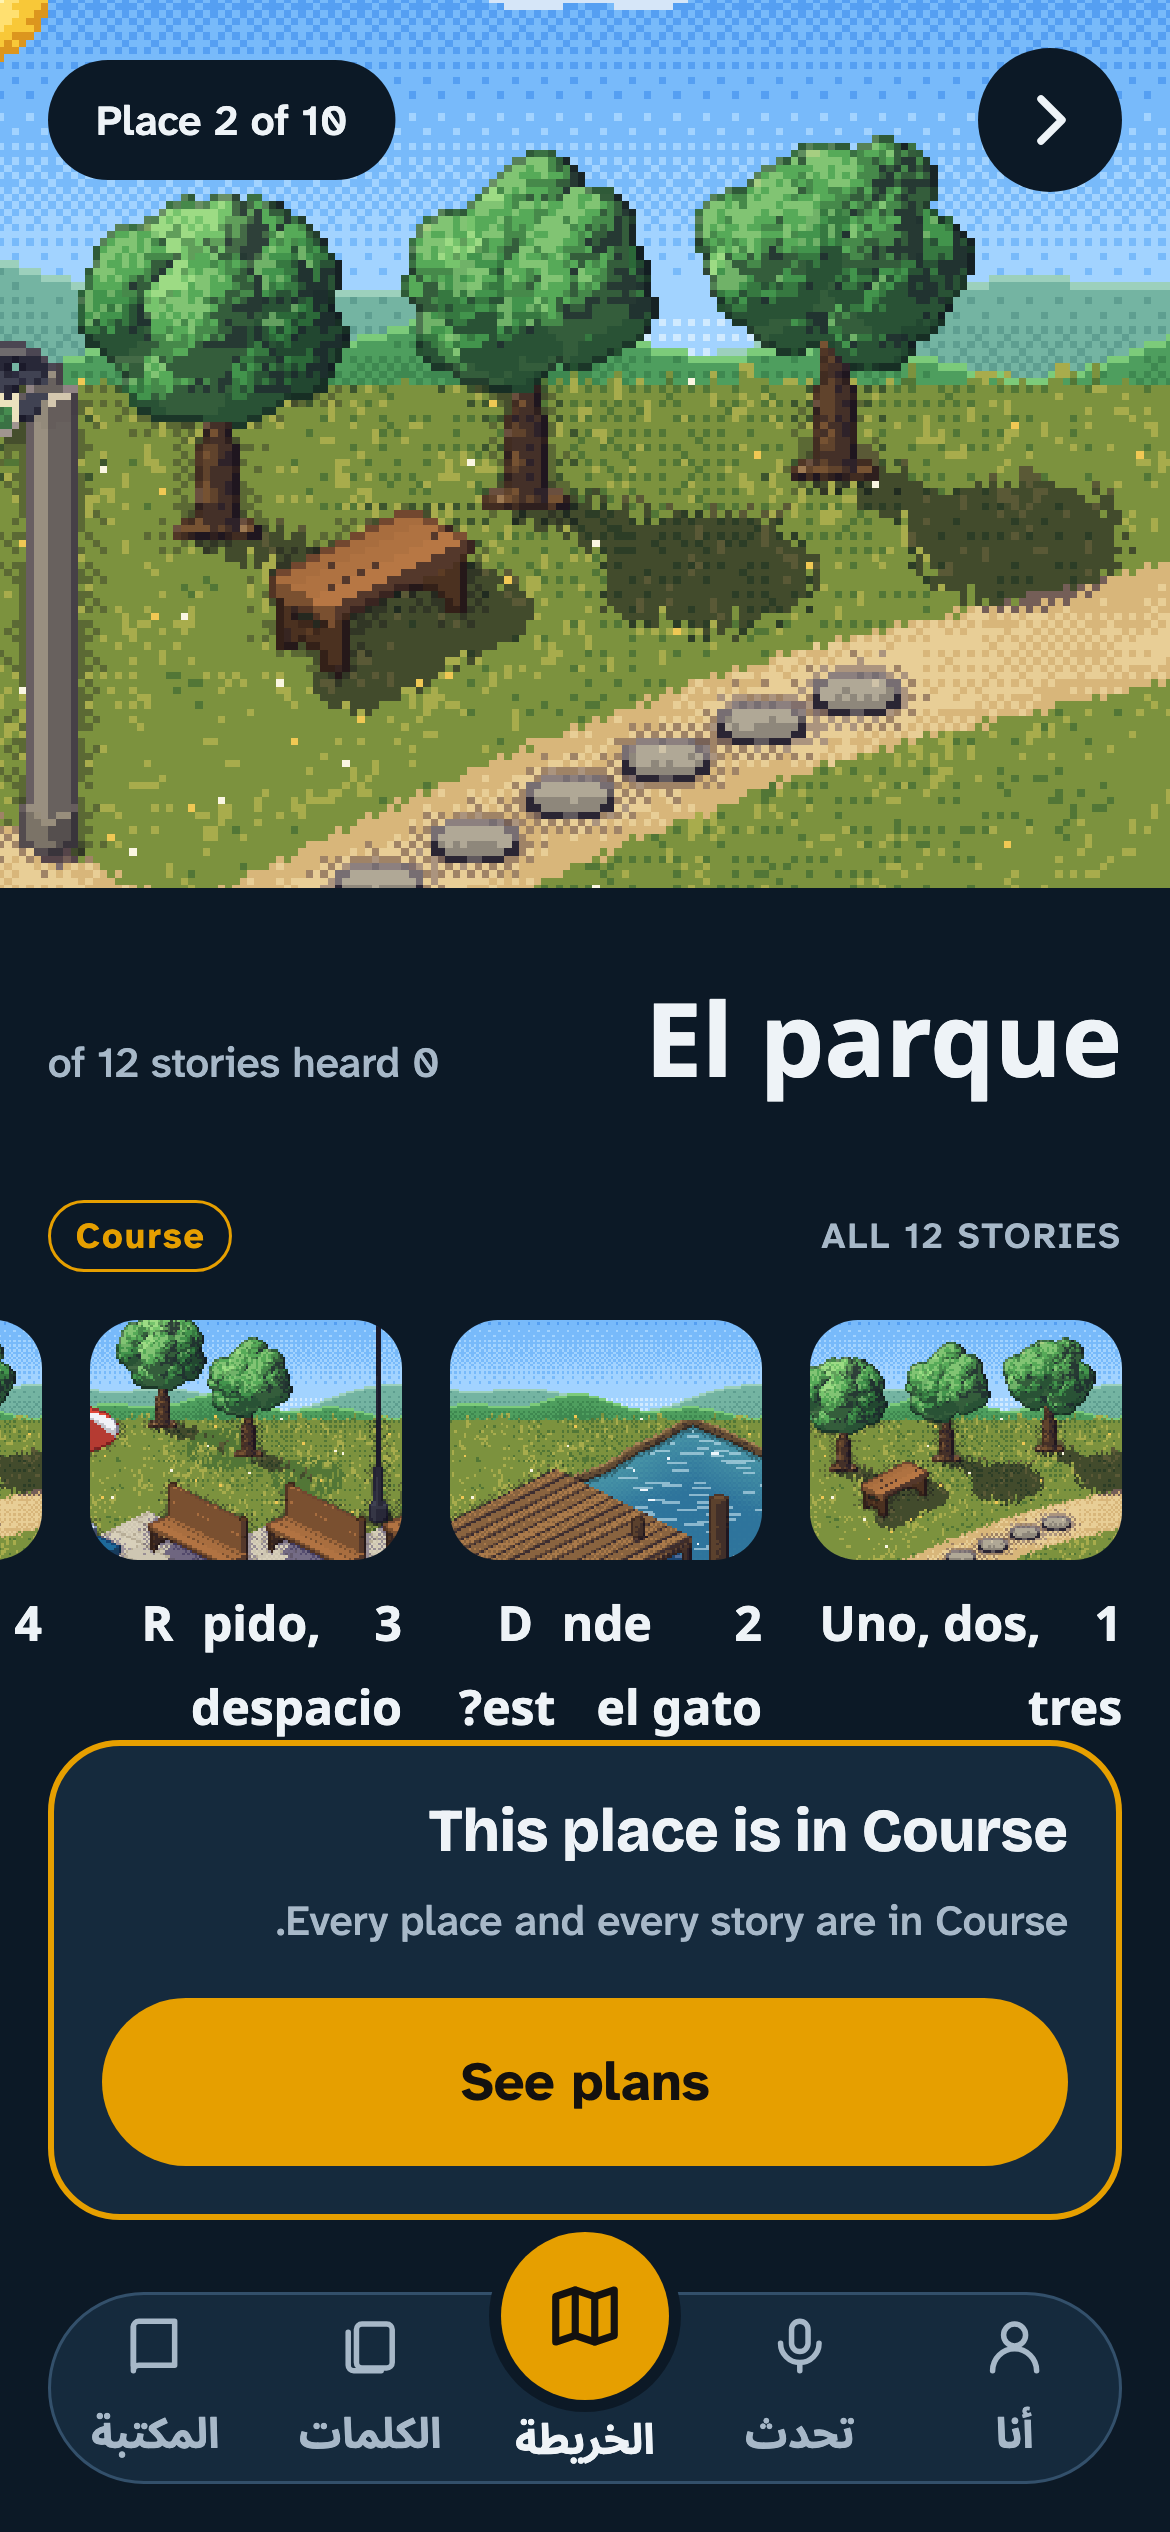 Place 2 of 10
El parque
of 12 stories heard 0
ALL 12 STORIES
Course
1 Uno, dos,
tres
2 D nde
?est el gato
3 R pido,
despacio
4
This place is in Course
.Every place and every story are in Course
See plans
أنا
تحدث
الخريطة
الكلمات
المكتبة